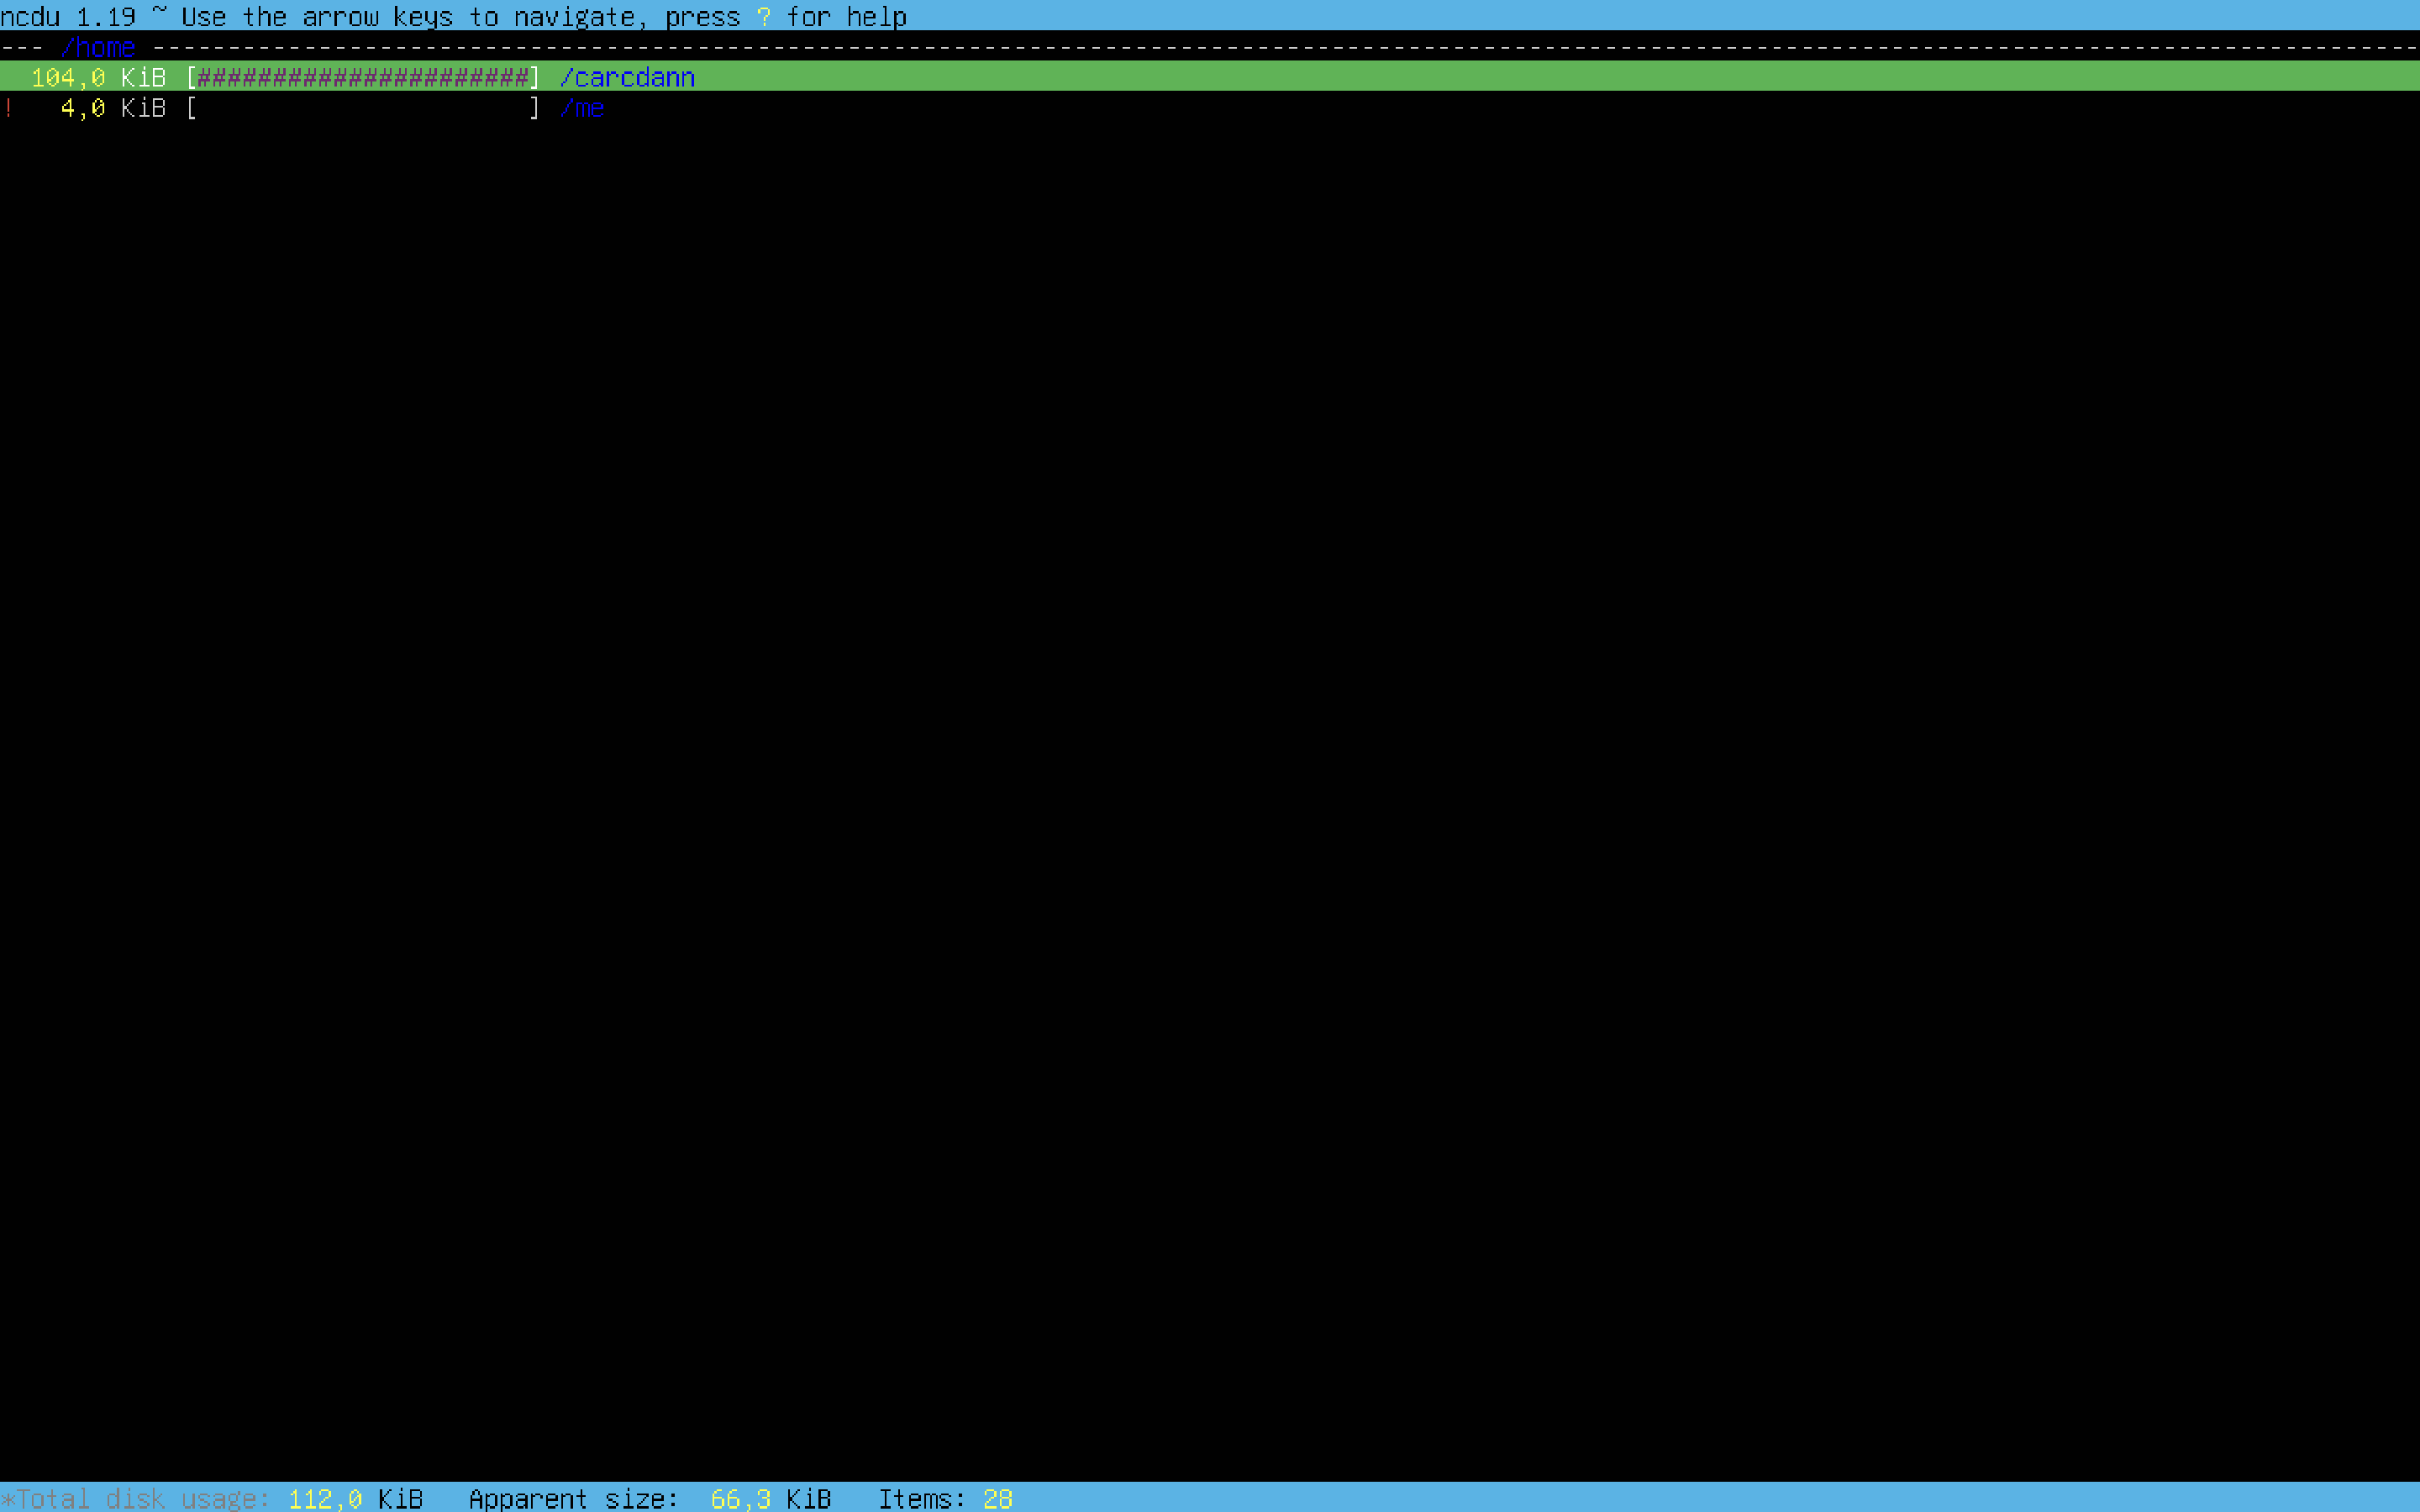 ncdu 1.19 ~ Use the arrow keys to navigate, press ? for help
--- /home ------------------------------------------------------------------------------------------------------------------------------------------------------
  104,0 KiB [######################] /carcdann
!   4,0 KiB [                      ] /me
*Total disk usage: 112,0 KiB   Apparent size:  66,3 KiB   Items: 28